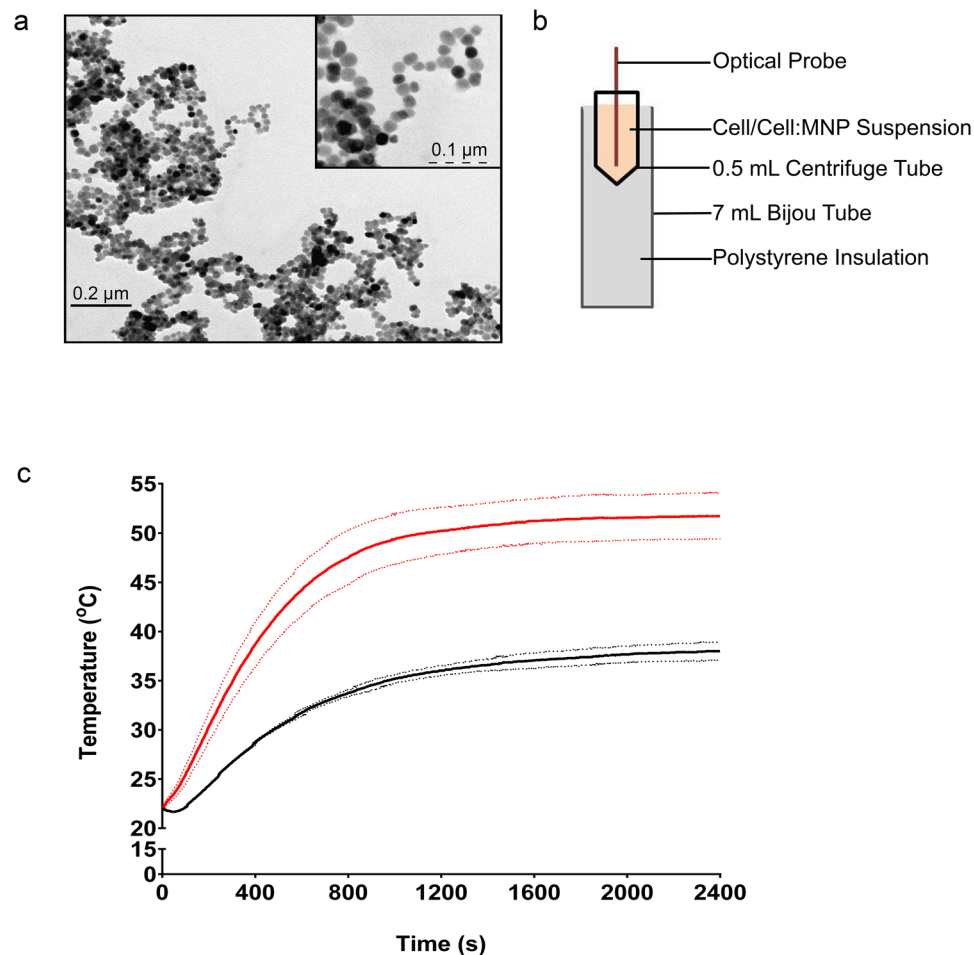 a
0.1 µm
0.2 µm
b
Optical Probe
Cell/Cell:MNP Suspension
0.5 mL Centrifuge Tube
7 mL Bijou Tube
Polystyrene Insulation
c
Temperature (°C)
55
50
45
40
35
30
25
20
15
0
0 400 800 1200 1600 2000 2400
Time (s)